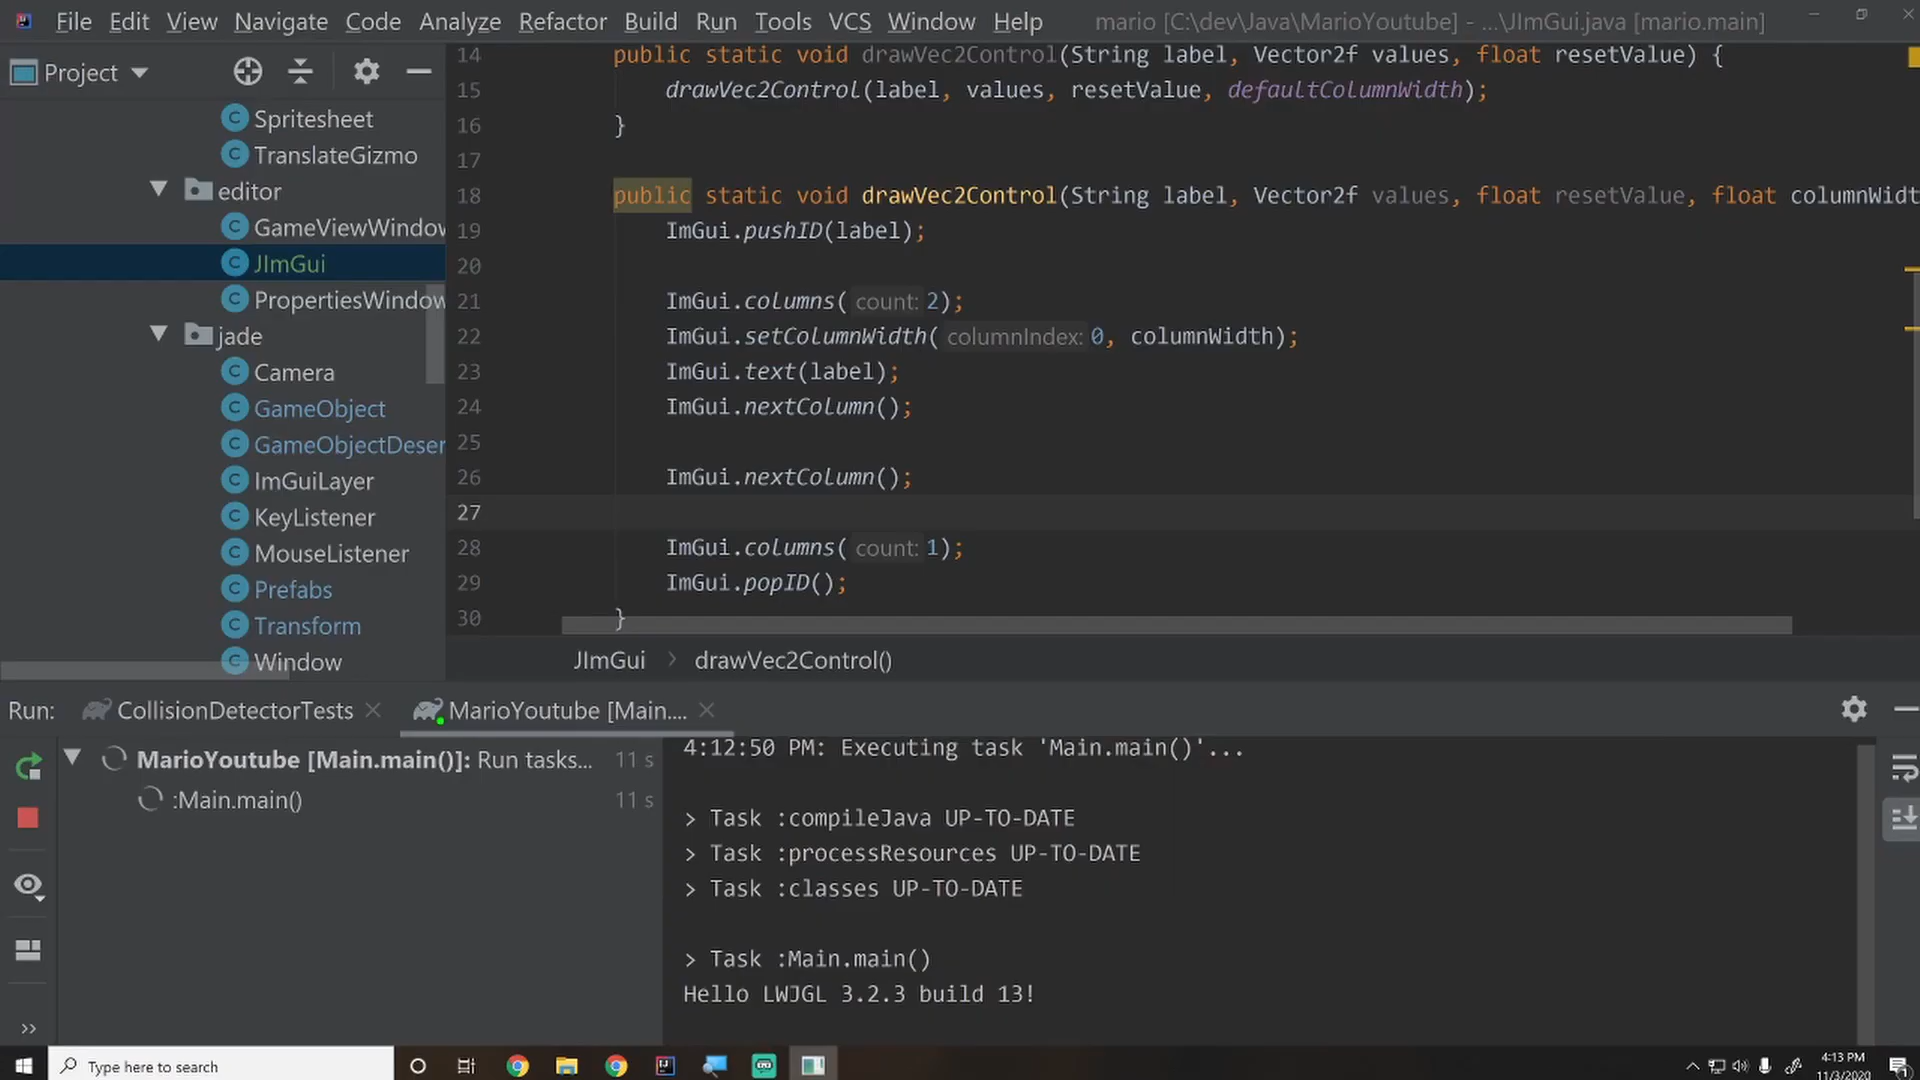 File Edit View Navigate Code Analyze Refactor Build Run Tools VCS Window Help mario [C:\dev\Java\MarioYoutube] - ...\JImGui.java [mario.main]
Project
Spritesheet
TranslateGizmo
editor
GameViewWindow
JImGui
PropertiesWindow
jade
Camera
GameObject
GameObjectDeser
ImGuiLayer
KeyListener
MouseListener
Prefabs
Transform
Window
14 public static void drawVec2Control(String label, Vector2f values, float resetValue) {
15 drawVec2Control(label, values, resetValue, defaultColumnWidth);
16 }
17
18 public static void drawVec2Control(String label, Vector2f values, float resetValue, float columnWidt
19 ImGui.pushID(label);
20
21 ImGui.columns( count: 2);
22 ImGui.setColumnWidth( columnIndex: 0, columnWidth);
23 ImGui.text(label);
24 ImGui.nextColumn();
25
26 ImGui.nextColumn();
27
28 ImGui.columns( count: 1);
29 ImGui.popID();
30 }
JImGui > drawVec2Control()
Run: CollisionDetectorTests MarioYoutube [Main....
MarioYoutube [Main.main()]: Run tasks... 11 s
:Main.main() 11 s
4:12:50 PM: Executing task 'Main.main()'...
> Task :compileJava UP-TO-DATE
> Task :processResources UP-TO-DATE
> Task :classes UP-TO-DATE
> Task :Main.main()
Hello LWJGL 3.2.3 build 13!
Type here to search
4:13 PM
11/3/2020